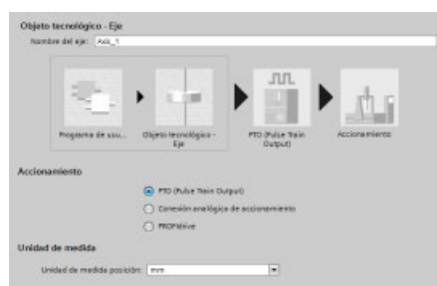 Objeto tecnológico - Eje
Nombre del eje: Axis_1
Programa de usu...
Objeto tecnológico - Eje
PTO (Pulse Train Output)
Accionamiento
Accionamiento
PTO (Pulse Train Output)
Conexión analógica de accionamiento
PROFIdrive
Unidad de medida
Unidad de medida posición: mm